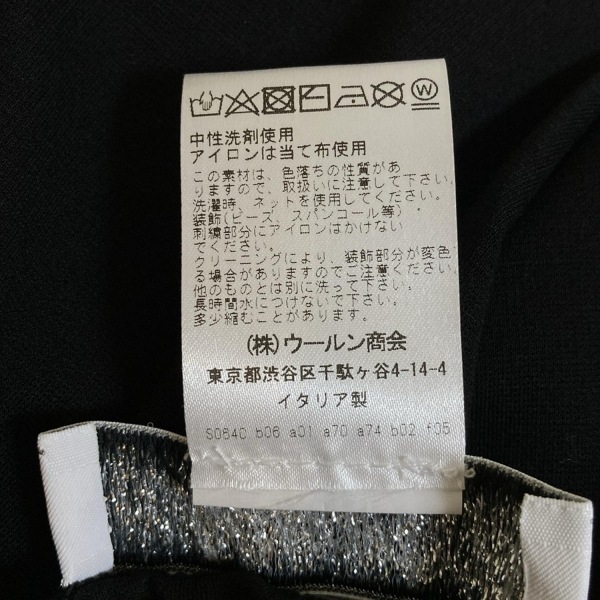 W
中性洗剤使用
アイロンは当て布使用
この素材は、色落ちの性質があ
りますので、取扱いに注意して下さい。
洗濯時、ネットを使用してください。
装飾(ビーズ、スパンコール等)・
刺繍部分にアイロンはかけない
でください。
クリーニングにより、装飾部分が変色す
る場合がありますのでご注意ください。
他のものとは別に洗って下さい。
長時間水につけないで下さい。
多少縮むことがあります。
(株)ウールン商会
東京都渋谷区千駄ヶ谷4-14-4
イタリア製
S0640 b06 a01 a70 a74 b02 f05